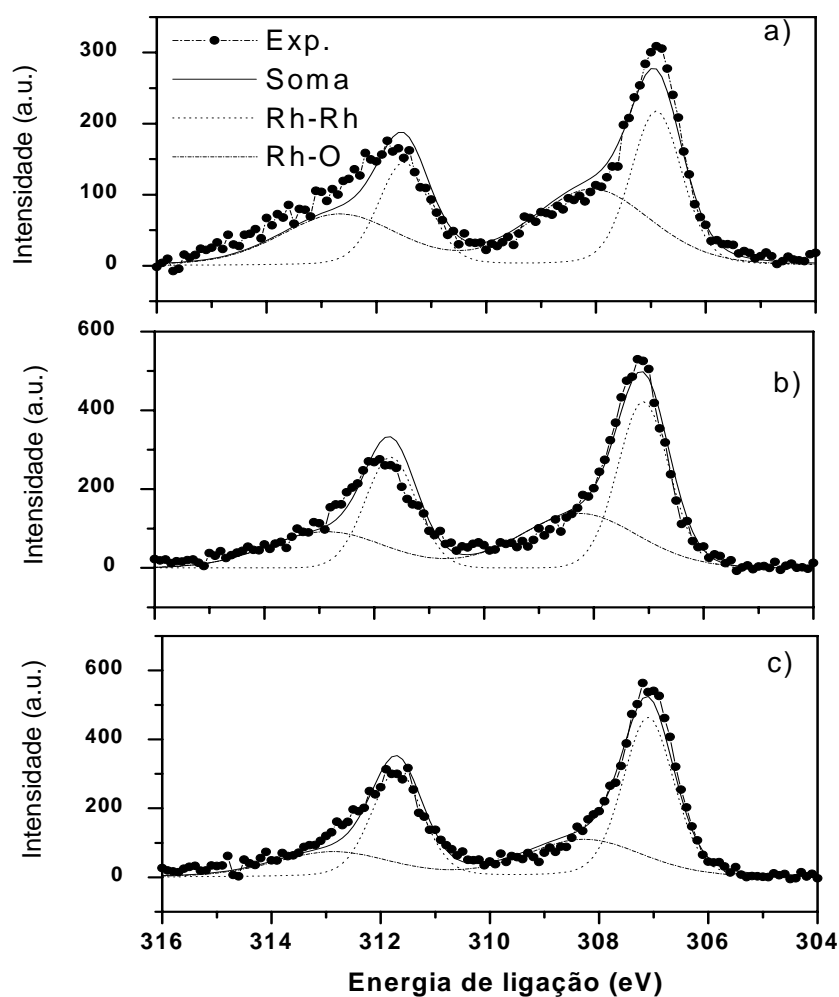 a)
Exp.
Soma
Rh-Rh
Rh-O
300
200
100
0
Intensidade (a.u.)
b)
600
400
200
0
Intensidade (a.u.)
c)
600
400
200
0
Intensidade (a.u.)
316 314 312 310 308 306 304
Energia de ligação (eV)